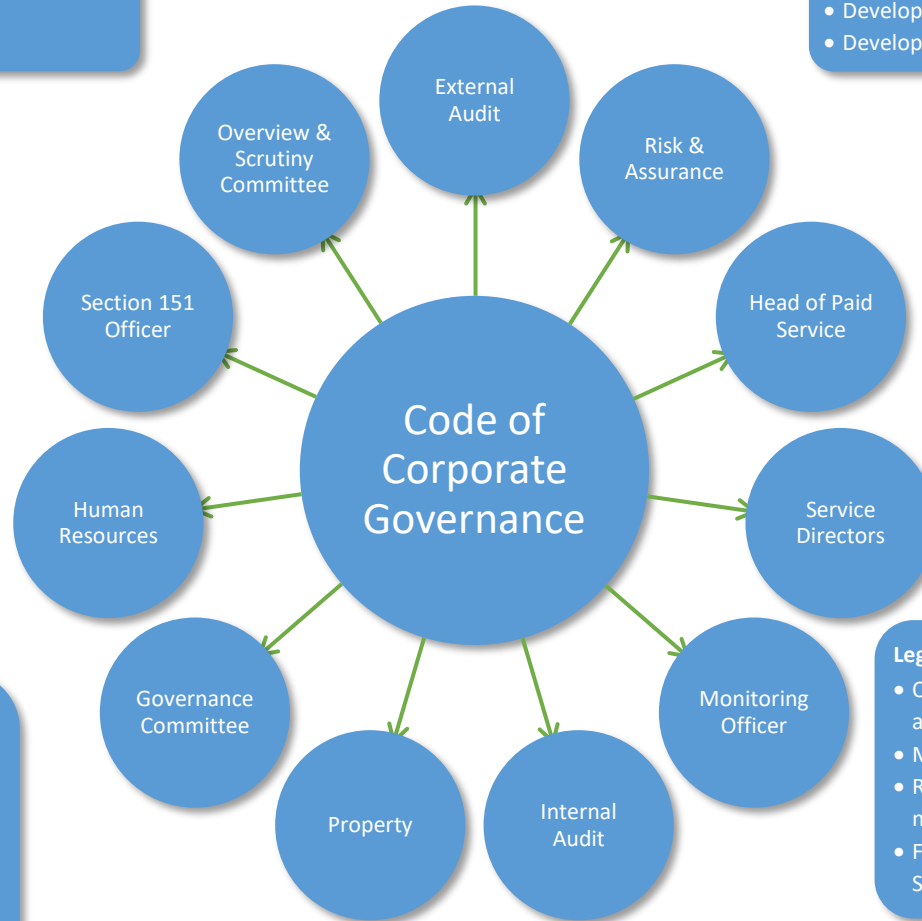 • Develop
• Develop
External
Audit
Overview &
Scrutiny
Committee
Risk &
Assurance
Section 151
Officer
Head of Paid
Service
Code of
Corporate
Governance
Human
Resources
Service
Directors
Governance
Committee
Monitoring
Officer
Property
Internal
Audit
Leg
• C
a
• M
• R
n
• F
S